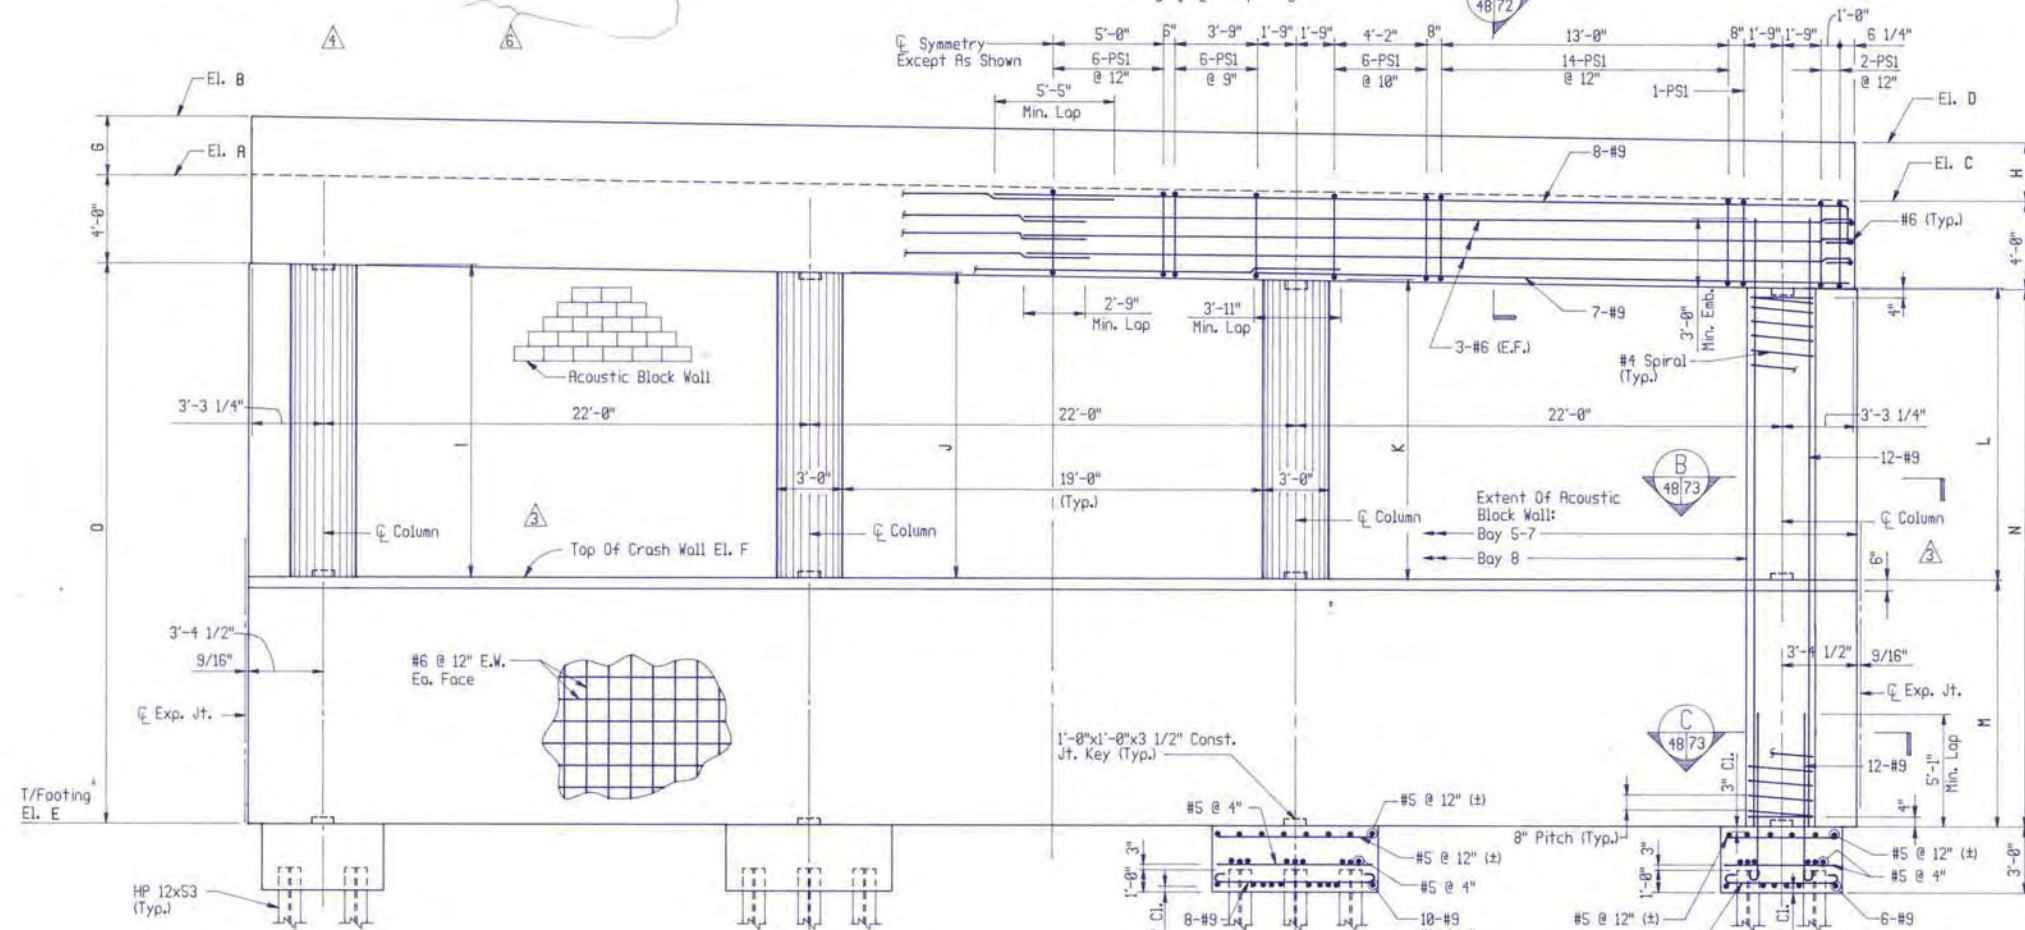 48 72
4
6
℄ Symmetry
Except As Shown
5'-0"
6"
3'-9"
1'-9"
1'-9"
4'-2"
8"
13'-0"
8"
1'-9"
1'-9"
1'-0"
6 1/4"
6-PS1
@ 12"
6-PS1
@ 9"
6-PS1
@ 10"
14-PS1
@ 12"
2-PS1
@ 12"
1-PS1
5'-5"
Min. Lap
El. B
El. D
G
El. A
8-#9
El. C
H
4'-0"
#6 (Typ.)
4'-0"
2'-9"
Min. Lap
3'-11"
Min. Lap
7-#9
3'-0"
Min. Emb.
4"
3-#6 (E.F.)
#4 Spiral
(Typ.)
Acoustic Block Wall
3'-3 1/4"
22'-0"
22'-0"
22'-0"
3'-3 1/4"
I
J
K
L
12-#9
B
48 73
3'-0"
19'-0"
(Typ.)
3'-0"
Extent Of Acoustic
Block Wall:
Bay 5-7
Bay 8
O
3
℄ Column
℄ Column
℄ Column
℄ Column
N
3
Top Of Crash Wall El. F
6"
3'-4 1/2"
9/16"
#6 @ 12" E.W.
Ea. Face
3'-4 1/2"
9/16"
℄ Exp. Jt.
℄ Exp. Jt.
C
48 73
M
1'-0"x1'-0"x3 1/2" Const.
Jt. Key (Typ.)
3" Cl.
12-#9
5'-1"
Min. Lap
4"
T/Footing
El. E
#5 @ 4"
#5 @ 12" (±)
8" Pitch (Typ.)
#5 @ 12" (±)
#5 @ 12" (±)
3"
1'-0"
#5 @ 4"
3"
1'-0"
#5 @ 4"
3'-0"
HP 12x53
(Typ.)
Cl.
8-#9
10-#9
#5 @ 12" (±)
Cl.
6-#9